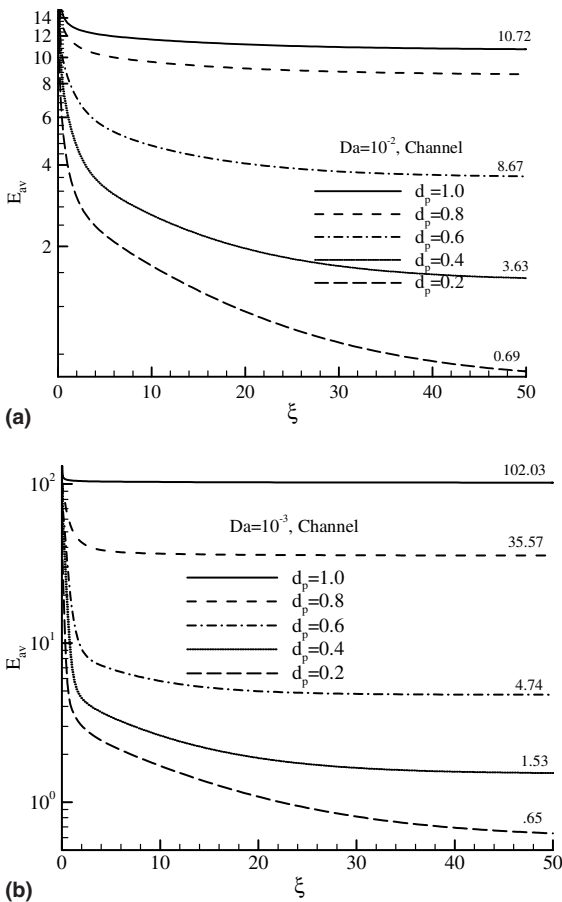 14
12
10
8
6
4
2
E_av
10.72
Da=10^-2, Channel
8.67
d_p=1.0
d_p=0.8
d_p=0.6
d_p=0.4
d_p=0.2
3.63
0.69
0 10 20 30 40 50
(a)
ξ
10^2
10^1
10^0
E_av
102.03
Da=10^-3, Channel
35.57
d_p=1.0
d_p=0.8
d_p=0.6
d_p=0.4
d_p=0.2
4.74
1.53
.65
0 10 20 30 40 50
(b)
ξ